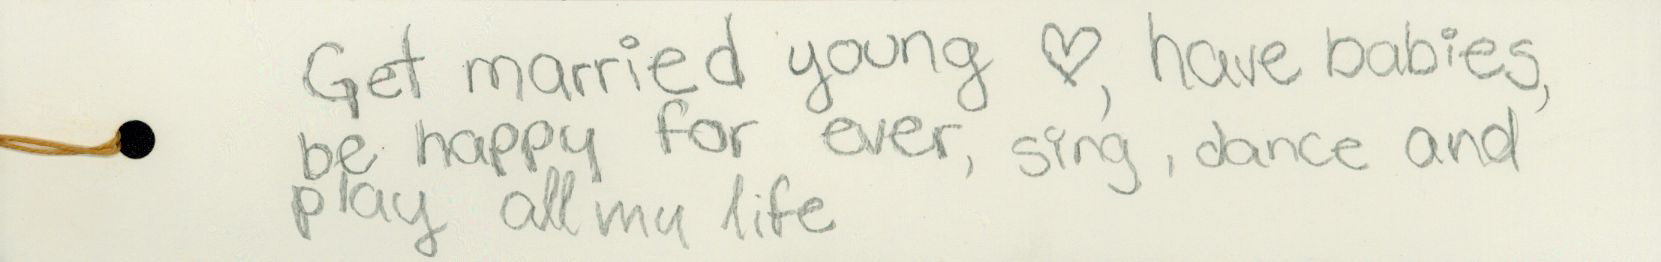 Get married young ♡, have babies,
be happy for ever, sing, dance and
play all my life